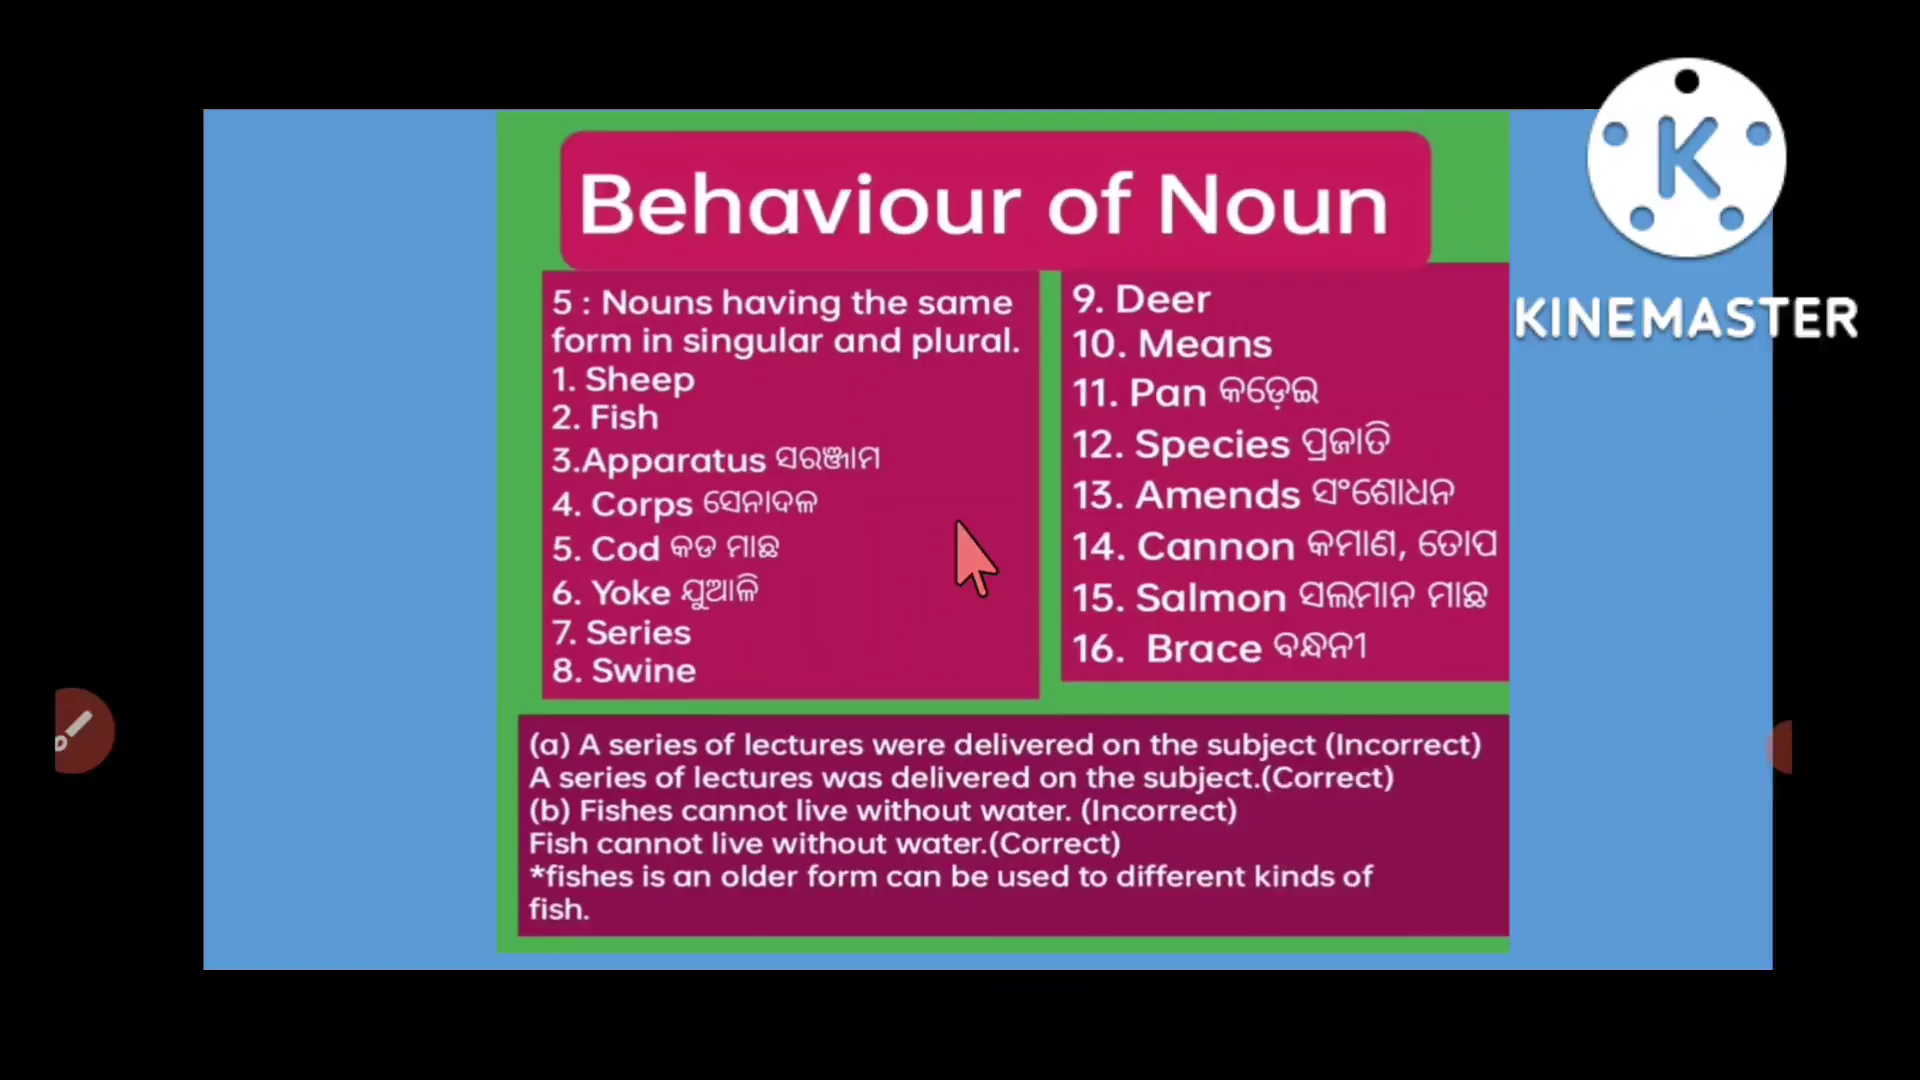 Behaviour of Noun
5 : Nouns having the same
form in singular and plural.
1. Sheep
2. Fish
3.Apparatus ସରଞ୍ଜାମ
4. Corps ସେନାଦଳ
5. Cod କଡ ମାଛ
6. Yoke ଯୁଆଳି
7. Series
8. Swine
9. Deer
10. Means
11. Pan କଡ଼େଇ
12. Species ପ୍ରଜାତି
13. Amends ସଂଶୋଧନ
14. Cannon କମାଣ, ତୋପ
15. Salmon ସଲମାନ ମାଛ
16. Brace ବନ୍ଧନୀ
(a) A series of lectures were delivered on the subject (Incorrect)
A series of lectures was delivered on the subject.(Correct)
(b) Fishes cannot live without water. (Incorrect)
Fish cannot live without water.(Correct)
*fishes is an older form can be used to different kinds of
fish.
K
KINEMASTER